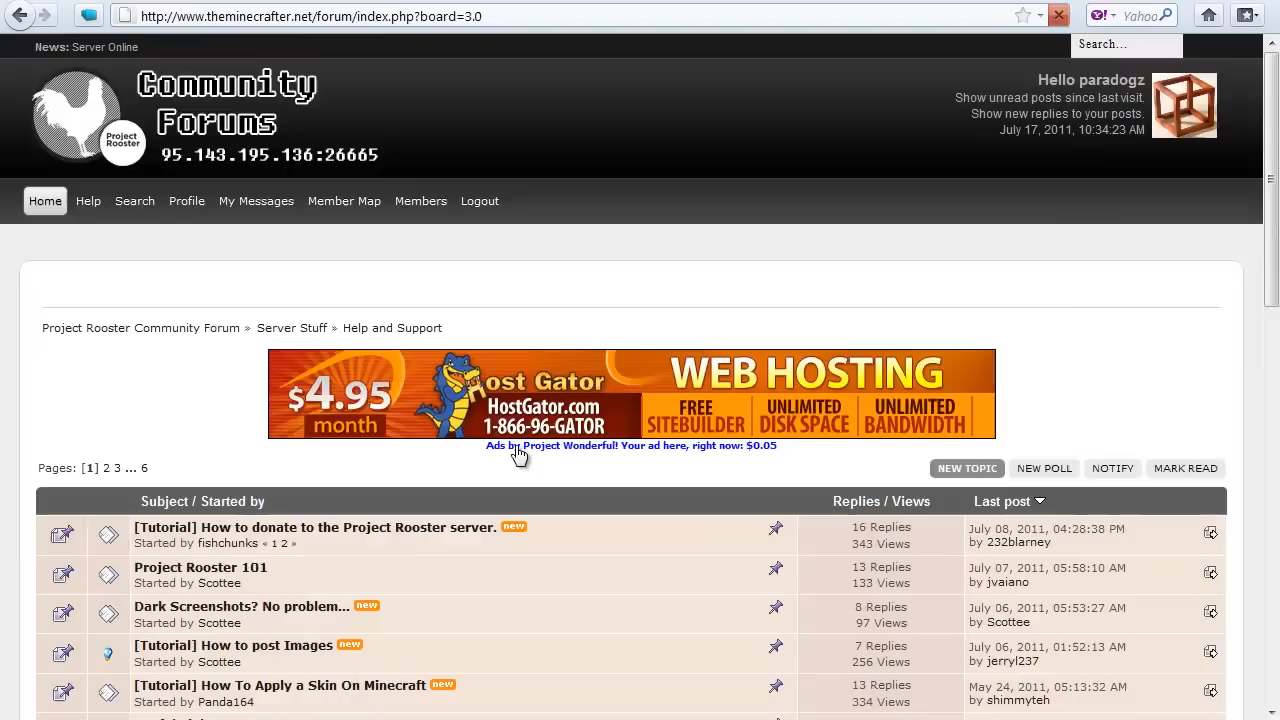 http://www.theminecrafter.net/forum/index.php?board=3.0
Yahoo
News: Server Online
Search...
Community
Forums
Project
Rooster
95.143.195.136:26665
Hello paradogz
Show unread posts since last visit.
Show new replies to your posts.
July 17, 2011, 10:34:23 AM
Home Help Search Profile My Messages Member Map Members Logout
Project Rooster Community Forum » Server Stuff » Help and Support
$4.95
month
Host Gator
HostGator.com
1-866-96-GATOR
WEB HOSTING
FREE SITEBUILDER
UNLIMITED DISK SPACE
UNLIMITED BANDWIDTH
Ads by Project Wonderful! Your ad here, right now: $0.05
Pages: [1] 2 3 ... 6
NEW TOPIC NEW POLL NOTIFY MARK READ
Subject / Started by Replies / Views Last post
[Tutorial] How to donate to the Project Rooster server. new 16 Replies July 08, 2011, 04:28:38 PM
Started by fishchunks « 1 2 » 343 Views by 232blarney
Project Rooster 101 13 Replies July 07, 2011, 05:58:10 AM
Started by Scottee 133 Views by jvaiano
Dark Screenshots? No problem... new 8 Replies July 06, 2011, 05:53:27 AM
Started by Scottee 97 Views by Scottee
[Tutorial] How to post Images new 7 Replies July 06, 2011, 01:52:13 AM
Started by Scottee 256 Views by jerryl237
[Tutorial] How To Apply a Skin On Minecraft new 13 Replies May 24, 2011, 05:13:32 AM
Started by Panda164 334 Views by shimmyteh